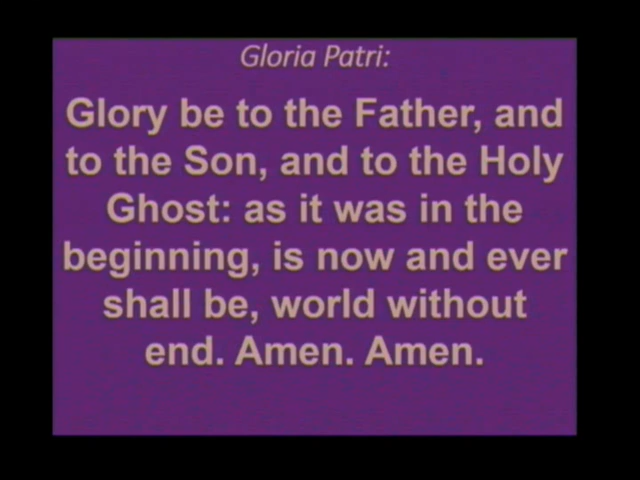 Gloria Patri:
Glory be to the Father, and
to the Son, and to the Holy
Ghost: as it was in the
beginning, is now and ever
shall be, world without
end. Amen. Amen.